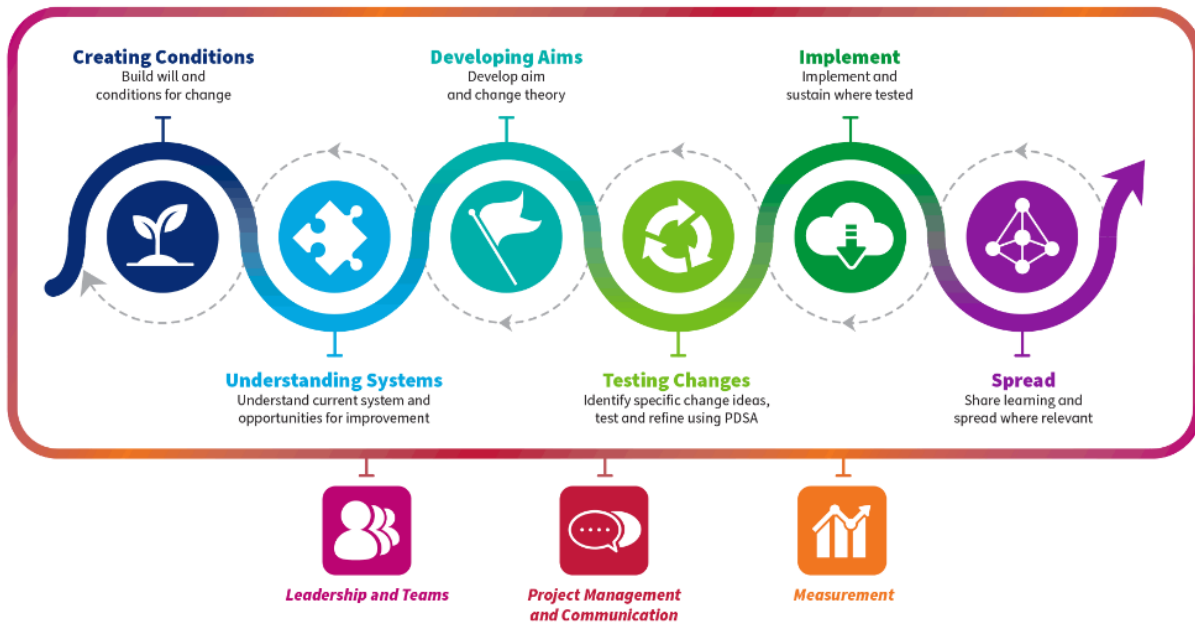 Creating Conditions
Build will and
conditions for change
Developing Aims
Develop aim
and change theory
Implement
Implement and
sustain where tested
Understanding Systems
Understand current system and
opportunities for improvement
Testing Changes
Identify specific change ideas,
test and refine using PDSA
Spread
Share learning and
spread where relevant
Leadership and Teams
Project Management
and Communication
Measurement